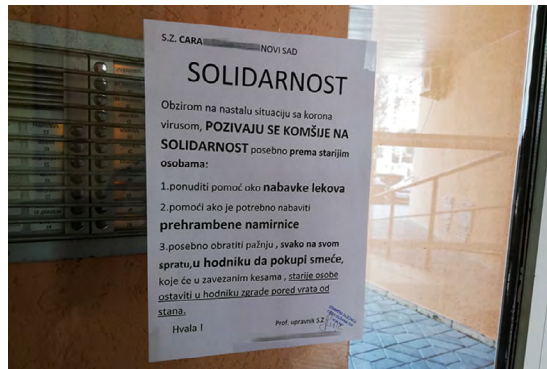 S.Z. CARA NOVI SAD
SOLIDARNOST
Obzirom na nastalu situaciju sa korona
virusom, POZIVAJU SE KOMŠIJE NA
SOLIDARNOST posebno prema starijim
osobama:
1.ponuditi pomoć oko nabavke lekova
2.pomoći ako je potrebno nabaviti
prehrambene namirnice
3.posebno obratiti pažnju , svako na svom
spratu,u hodniku da pokupi smeće,
koje će u zavezanim kesama , starije osobe
ostaviti u hodniku zgrade pored vrata od
stana.
Hvala !
Prof. upravnik S.Z